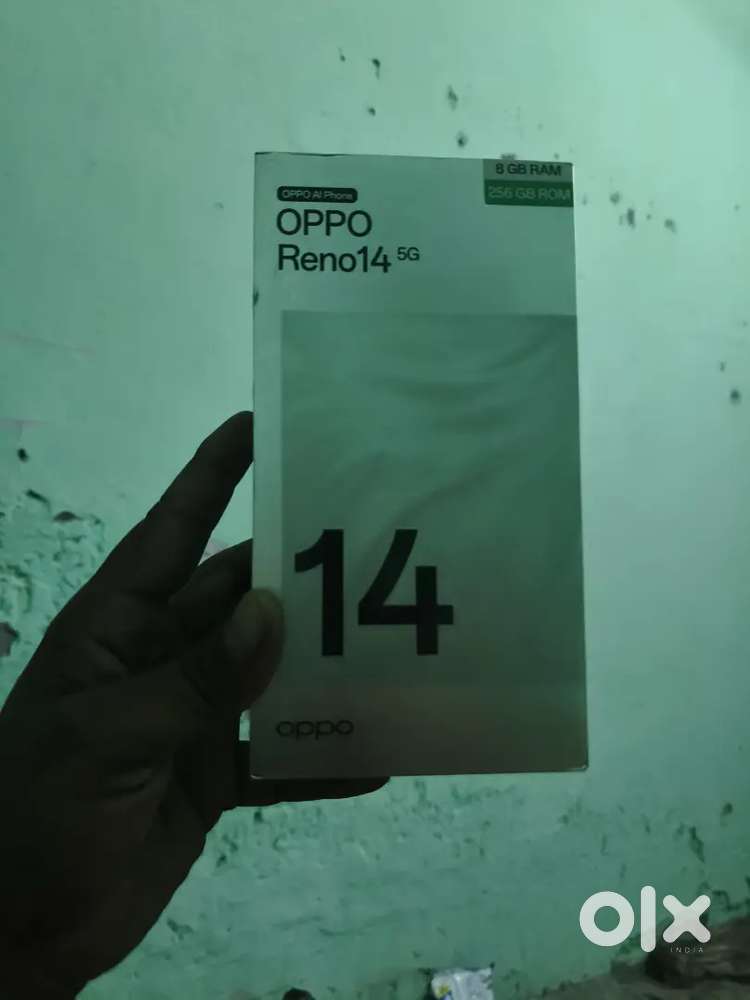 8 GB RAM
256 GB ROM
OPPO AI Phone
OPPO
Reno14 5G
14
oppo
olx
INDIA